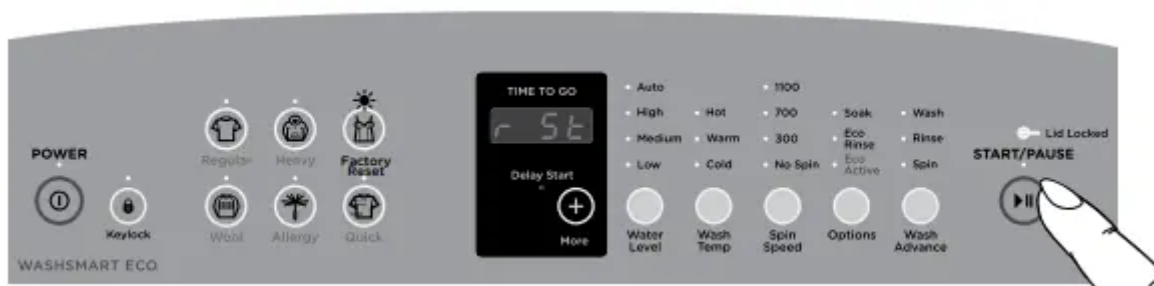 POWER
Keylock
WASHSMART ECO
Regular
Heavy
Factory
Reset
Wool
Allergy
Quick
TIME TO GO
r St
Delay Start
More
Auto
High
Medium
Low
Water
Level
Hot
Warm
Cold
Wash
Temp
1100
700
300
No Spin
Spin
Speed
Soak
Eco
Rinse
Eco
Active
Options
Wash
Rinse
Spin
Wash
Advance
Lid Locked
START/PAUSE